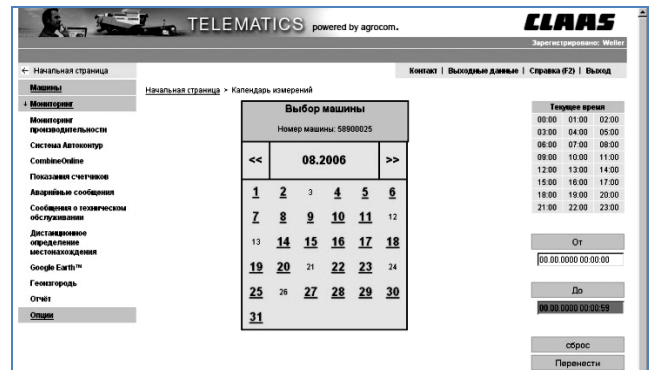 TELEMATICS powered by agrocom.
CLAAS
Зарегистрировано: Weller
← Начальная страница
Контакт | Выходные данные | Справка (F2) | Выход
Машины
Мониторинг
Мониторинг
производительности
Система Автоконтур
CombineOnline
Показания счетчиков
Аварийные сообщения
Сообщения о техническом
обслуживании
Дистанционное
определение
местонахождения
Google Earth™
Геоизгородь
Отчёт
Опции
Начальная страница > Календарь измерений
Выбор машины
Номер машины: 58900025
<< 08.2006 >>
1 2 3 4 5 6
7 8 9 10 11 12
13 14 15 16 17 18
19 20 21 22 23 24
25 26 27 28 29 30
31
Текущее время
00:00 01:00 02:00
03:00 04:00 05:00
06:00 07:00 08:00
09:00 10:00 11:00
12:00 13:00 14:00
15:00 16:00 17:00
18:00 19:00 20:00
21:00 22:00 23:00
От
00.00.0000 00:00:00
До
00.00.0000 00:00:59
сброс
Перенести